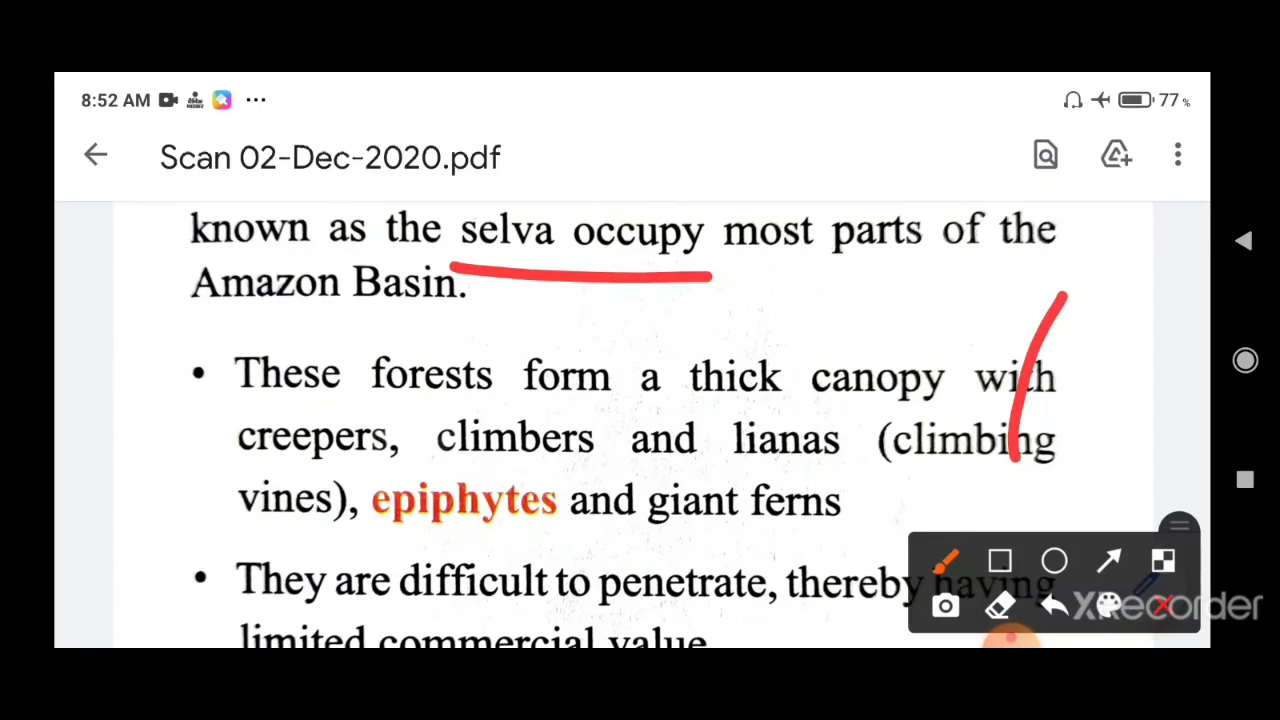 8:52 AM
77%
Scan 02-Dec-2020.pdf
known as the selva occupy most parts of the
Amazon Basin.
• These forests form a thick canopy with
creepers, climbers and lianas (climbing
vines), epiphytes and giant ferns
• They are difficult to penetrate, thereby having
limited commercial value
XRecorder